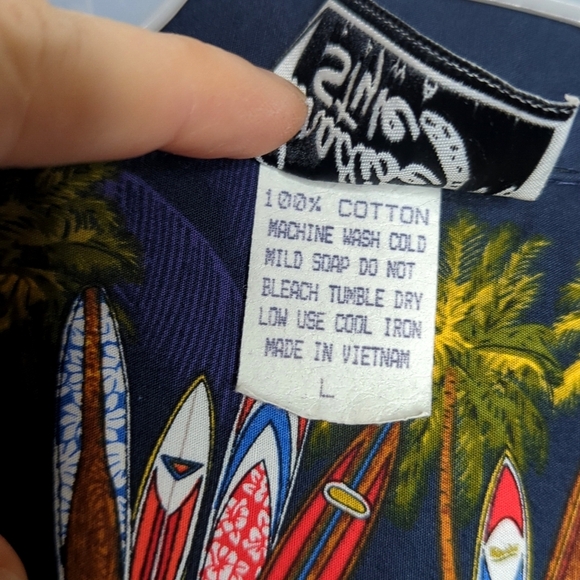 100% COTTON
MACHINE WASH COLD
MILD SOAP DO NOT
BLEACH TUMBLE DRY
LOW USE COOL IRON
MADE IN VIETNAM
L